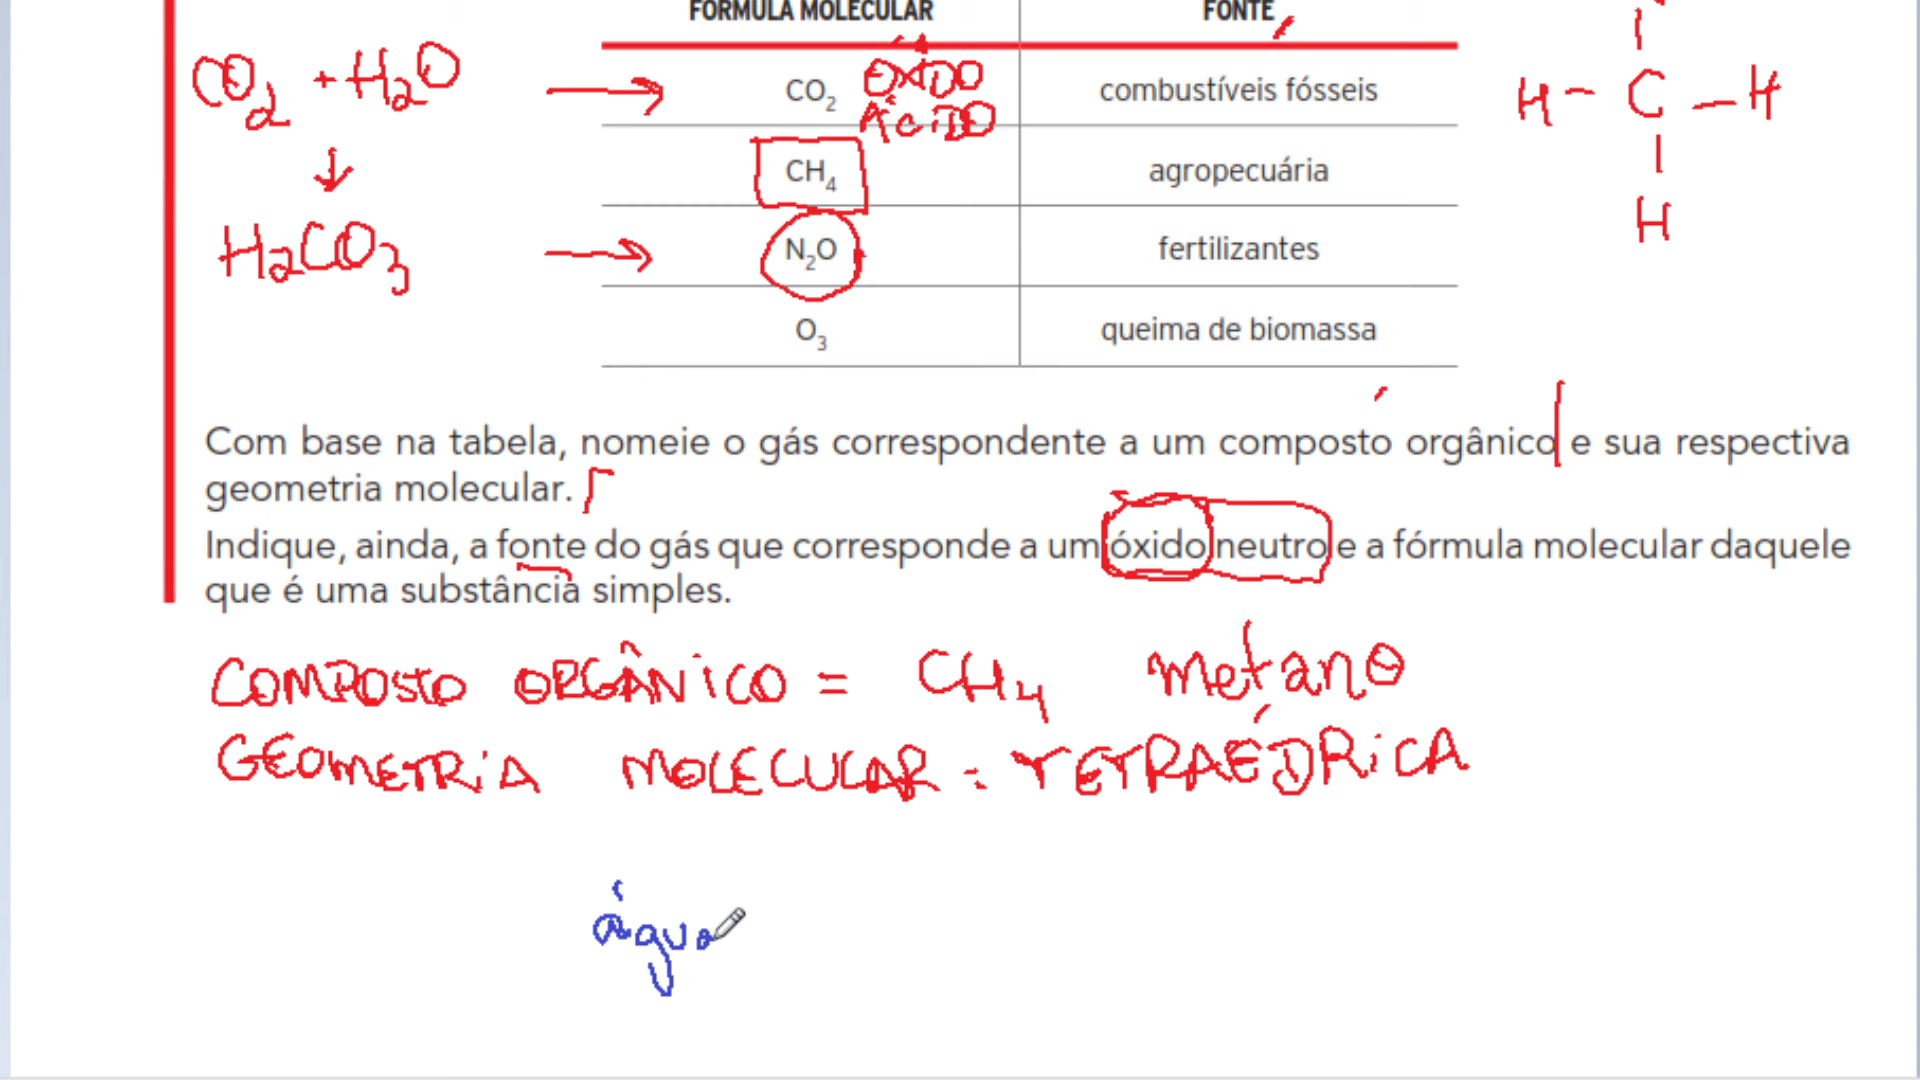 FÓRMULA MOLECULAR FONTE
CO2 + H2O → CO2 ÓXIDO ÁCIDO combustíveis fósseis
H - C - H
H
CH4 agropecuária
H2CO3 → N2O fertilizantes
O3 queima de biomassa
Com base na tabela, nomeie o gás correspondente a um composto orgânico e sua respectiva
geometria molecular.
Indique, ainda, a fonte do gás que corresponde a um óxido neutro e a fórmula molecular daquele
que é uma substância simples.
COMPOSTO ORGÂNICO = CH4 metano
GEOMETRIA MOLECULAR = TETRAÉDRICA
água